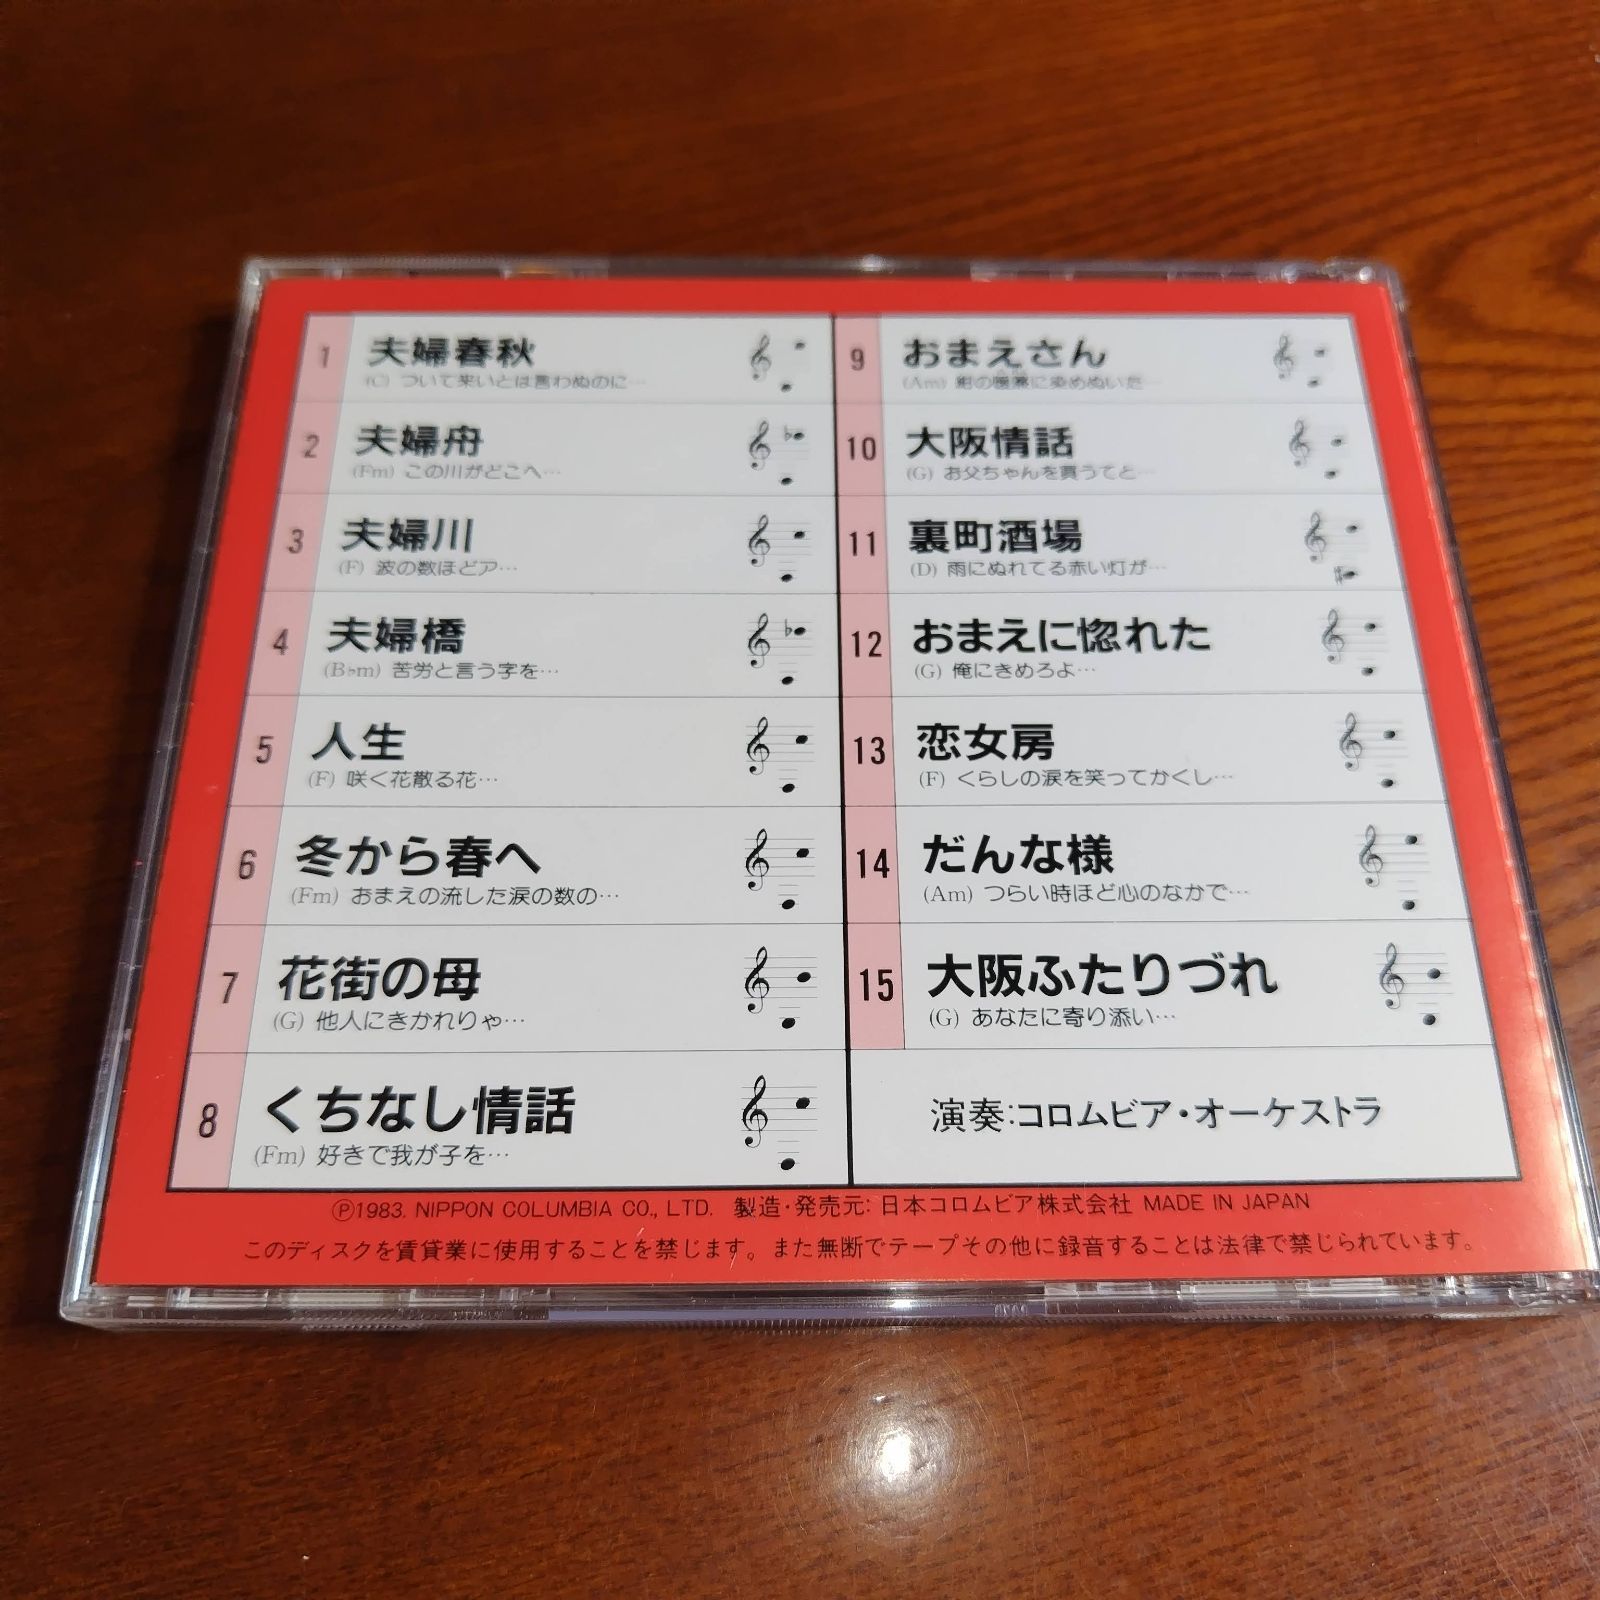 1 夫婦春秋
(C) ついて来いとは言わぬのに…
2 夫婦舟
(Fm) この川がどこへ…
3 夫婦川
(F) 波の数ほどア…
4 夫婦橋
(B♭m) 苦労と言う字を…
5 人生
(F) 咲く花散る花…
6 冬から春へ
(Fm) おまえの流した涙の数の…
7 花街の母
(G) 他人にきかれりゃ…
8 くちなし情話
(Fm) 好きで我が子を…
9 おまえさん
(Am) 紺の暖簾に染めぬいた…
10 大阪情話
(G) お父ちゃんを買うてと…
11 裏町酒場
(D) 雨にぬれてる赤い灯が…
12 おまえに惚れた
(G) 俺にきめろよ…
13 恋女房
(F) くらしの涙を笑ってかくし…
14 だんな様
(Am) つらい時ほど心のなかで…
15 大阪ふたりづれ
(G) あなたに寄り添い…
演奏:コロムビア・オーケストラ
Ⓟ1983. NIPPON COLUMBIA CO., LTD. 製造・発売元: 日本コロムビア株式会社 MADE IN JAPAN
このディスクを賃貸業に使用することを禁じます。また無断でテープその他に録音することは法律で禁じられています。